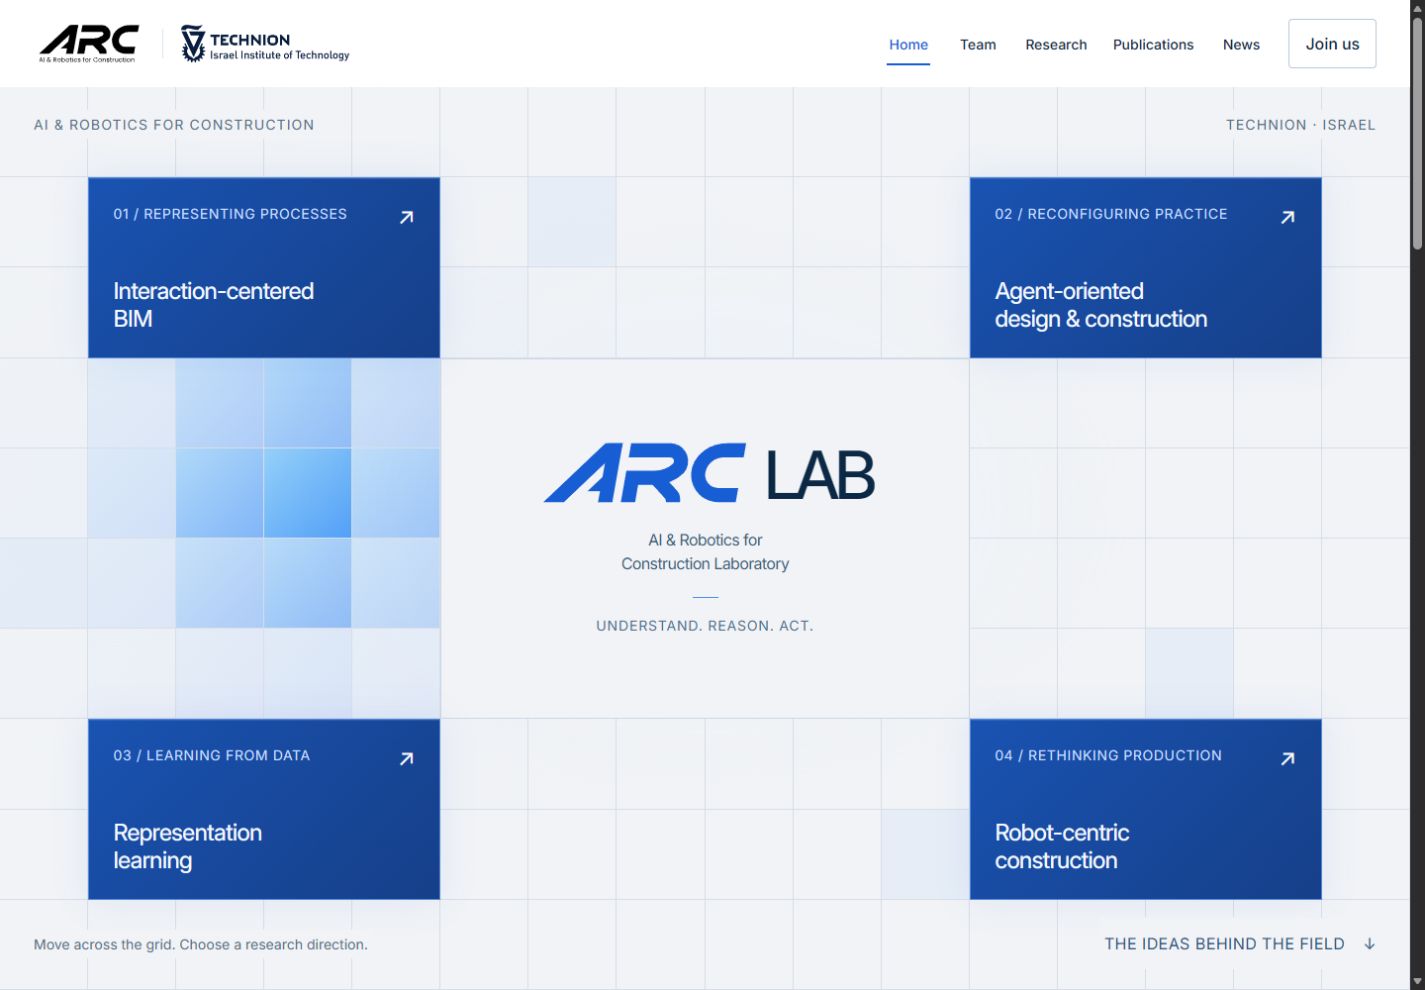 ARC
AI & Robotics for Construction
TECHNION
Israel Institute of Technology
Home
Team
Research
Publications
News
Join us
AI & ROBOTICS FOR CONSTRUCTION
TECHNION · ISRAEL
01 / REPRESENTING PROCESSES
Interaction-centered
BIM
02 / RECONFIGURING PRACTICE
Agent-oriented
design & construction
ARC LAB
AI & Robotics for
Construction Laboratory
UNDERSTAND. REASON. ACT.
03 / LEARNING FROM DATA
Representation
learning
04 / RETHINKING PRODUCTION
Robot-centric
construction
Move across the grid. Choose a research direction.
THE IDEAS BEHIND THE FIELD ↓